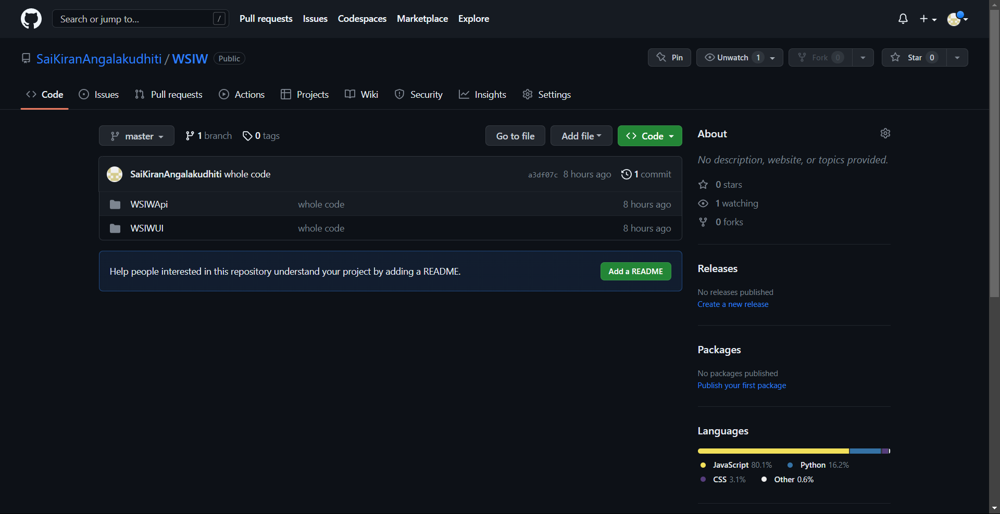 Search or jump to... / Pull requests Issues Codespaces Marketplace Explore
SaiKiranAngalakudhiti / WSIW Public Pin Unwatch 1 Fork 0 Star 0
Code Issues Pull requests Actions Projects Wiki Security Insights Settings
master 1 branch 0 tags Go to file Add file Code
SaiKiranAngalakudhiti whole code a3df07c 8 hours ago 1 commit
WSIWApi whole code 8 hours ago
WSIWUI whole code 8 hours ago
Help people interested in this repository understand your project by adding a README. Add a README
About
No description, website, or topics provided.
0 stars
1 watching
0 forks
Releases
No releases published
Create a new release
Packages
No packages published
Publish your first package
Languages
JavaScript 80.1% Python 16.2%
CSS 3.1% Other 0.6%